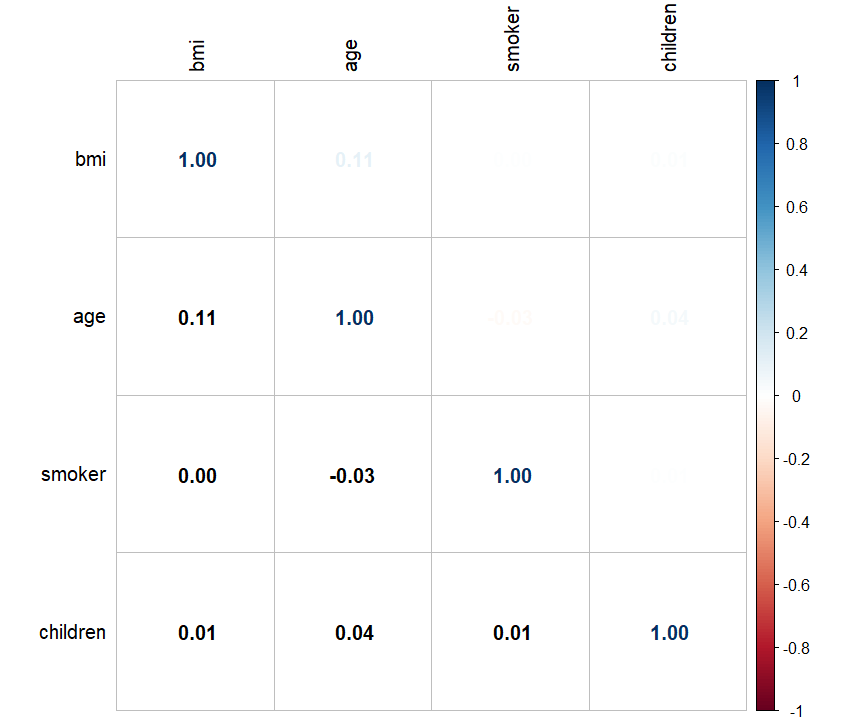 bmi age smoker children
bmi 1.00 0.11 0.01
age 0.11 1.00 -0.03 0.04
smoker 0.00 -0.03 1.00
children 0.01 0.04 0.01 1.00
1
0.8
0.6
0.4
0.2
0
-0.2
-0.4
-0.6
-0.8
-1